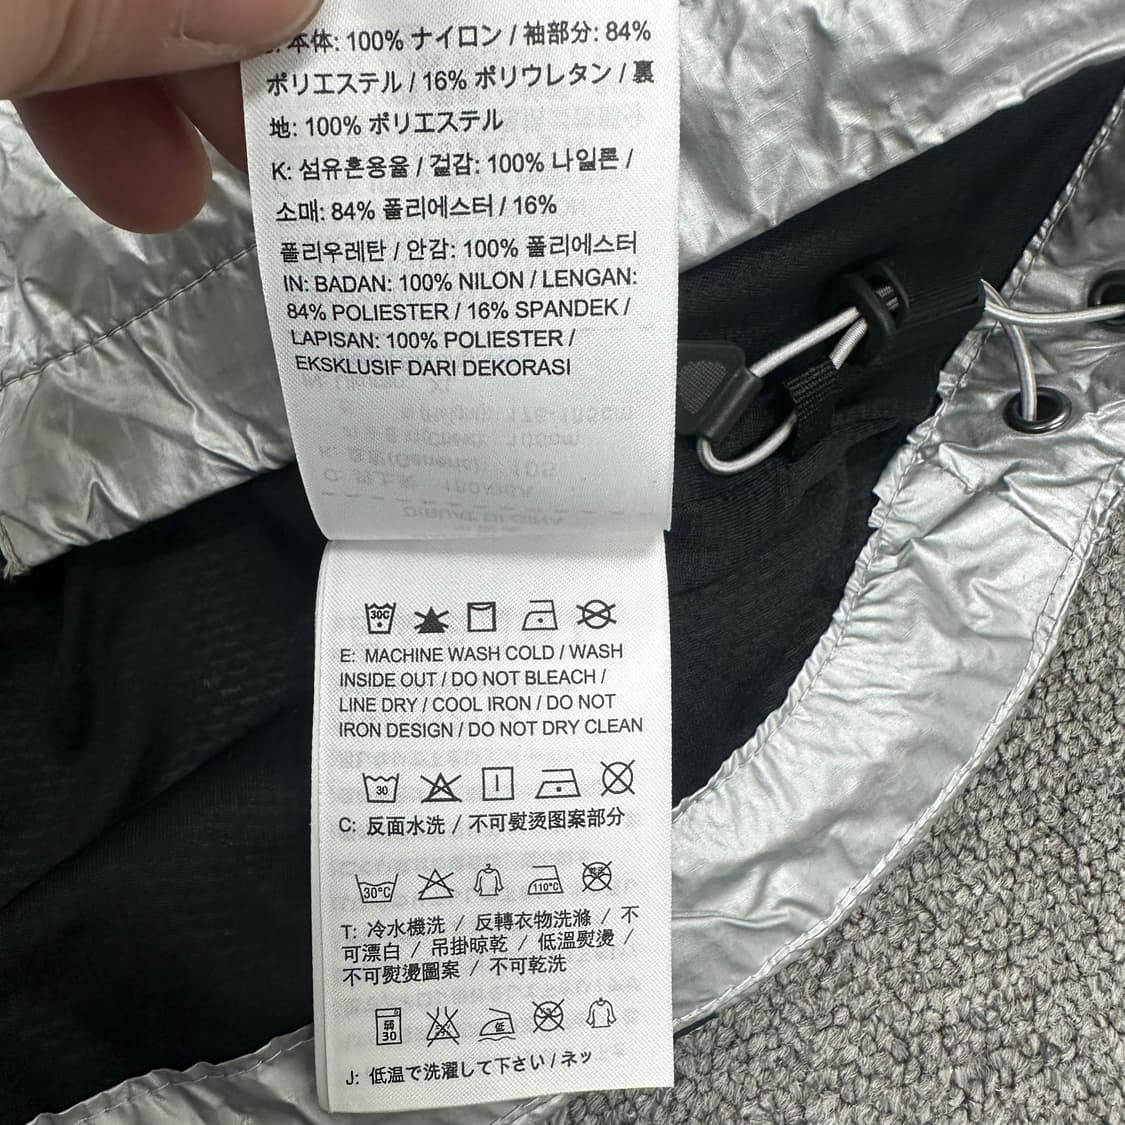 本体: 100% ナイロン / 袖部分: 84%
ポリエステル / 16% ポリウレタン / 裏
地: 100% ポリエステル
K: 섬유혼용율 / 겉감: 100% 나일론 /
소매: 84% 폴리에스터 / 16%
폴리우레탄 / 안감: 100% 폴리에스터
IN: BADAN: 100% NILON / LENGAN:
84% POLIESTER / 16% SPANDEK /
LAPISAN: 100% POLIESTER /
EKSKLUSIF DARI DEKORASI
30C
E: MACHINE WASH COLD / WASH
INSIDE OUT / DO NOT BLEACH /
LINE DRY / COOL IRON / DO NOT
IRON DESIGN / DO NOT DRY CLEAN
30
C: 反面水洗 / 不可熨烫图案部分
30°C 110°C
T: 冷水機洗 / 反轉衣物洗滌 / 不
可漂白 / 吊掛晾乾 / 低溫熨燙 /
不可熨燙圖案 / 不可乾洗
弱 30 低
J: 低温で洗濯して下さい / ネッ